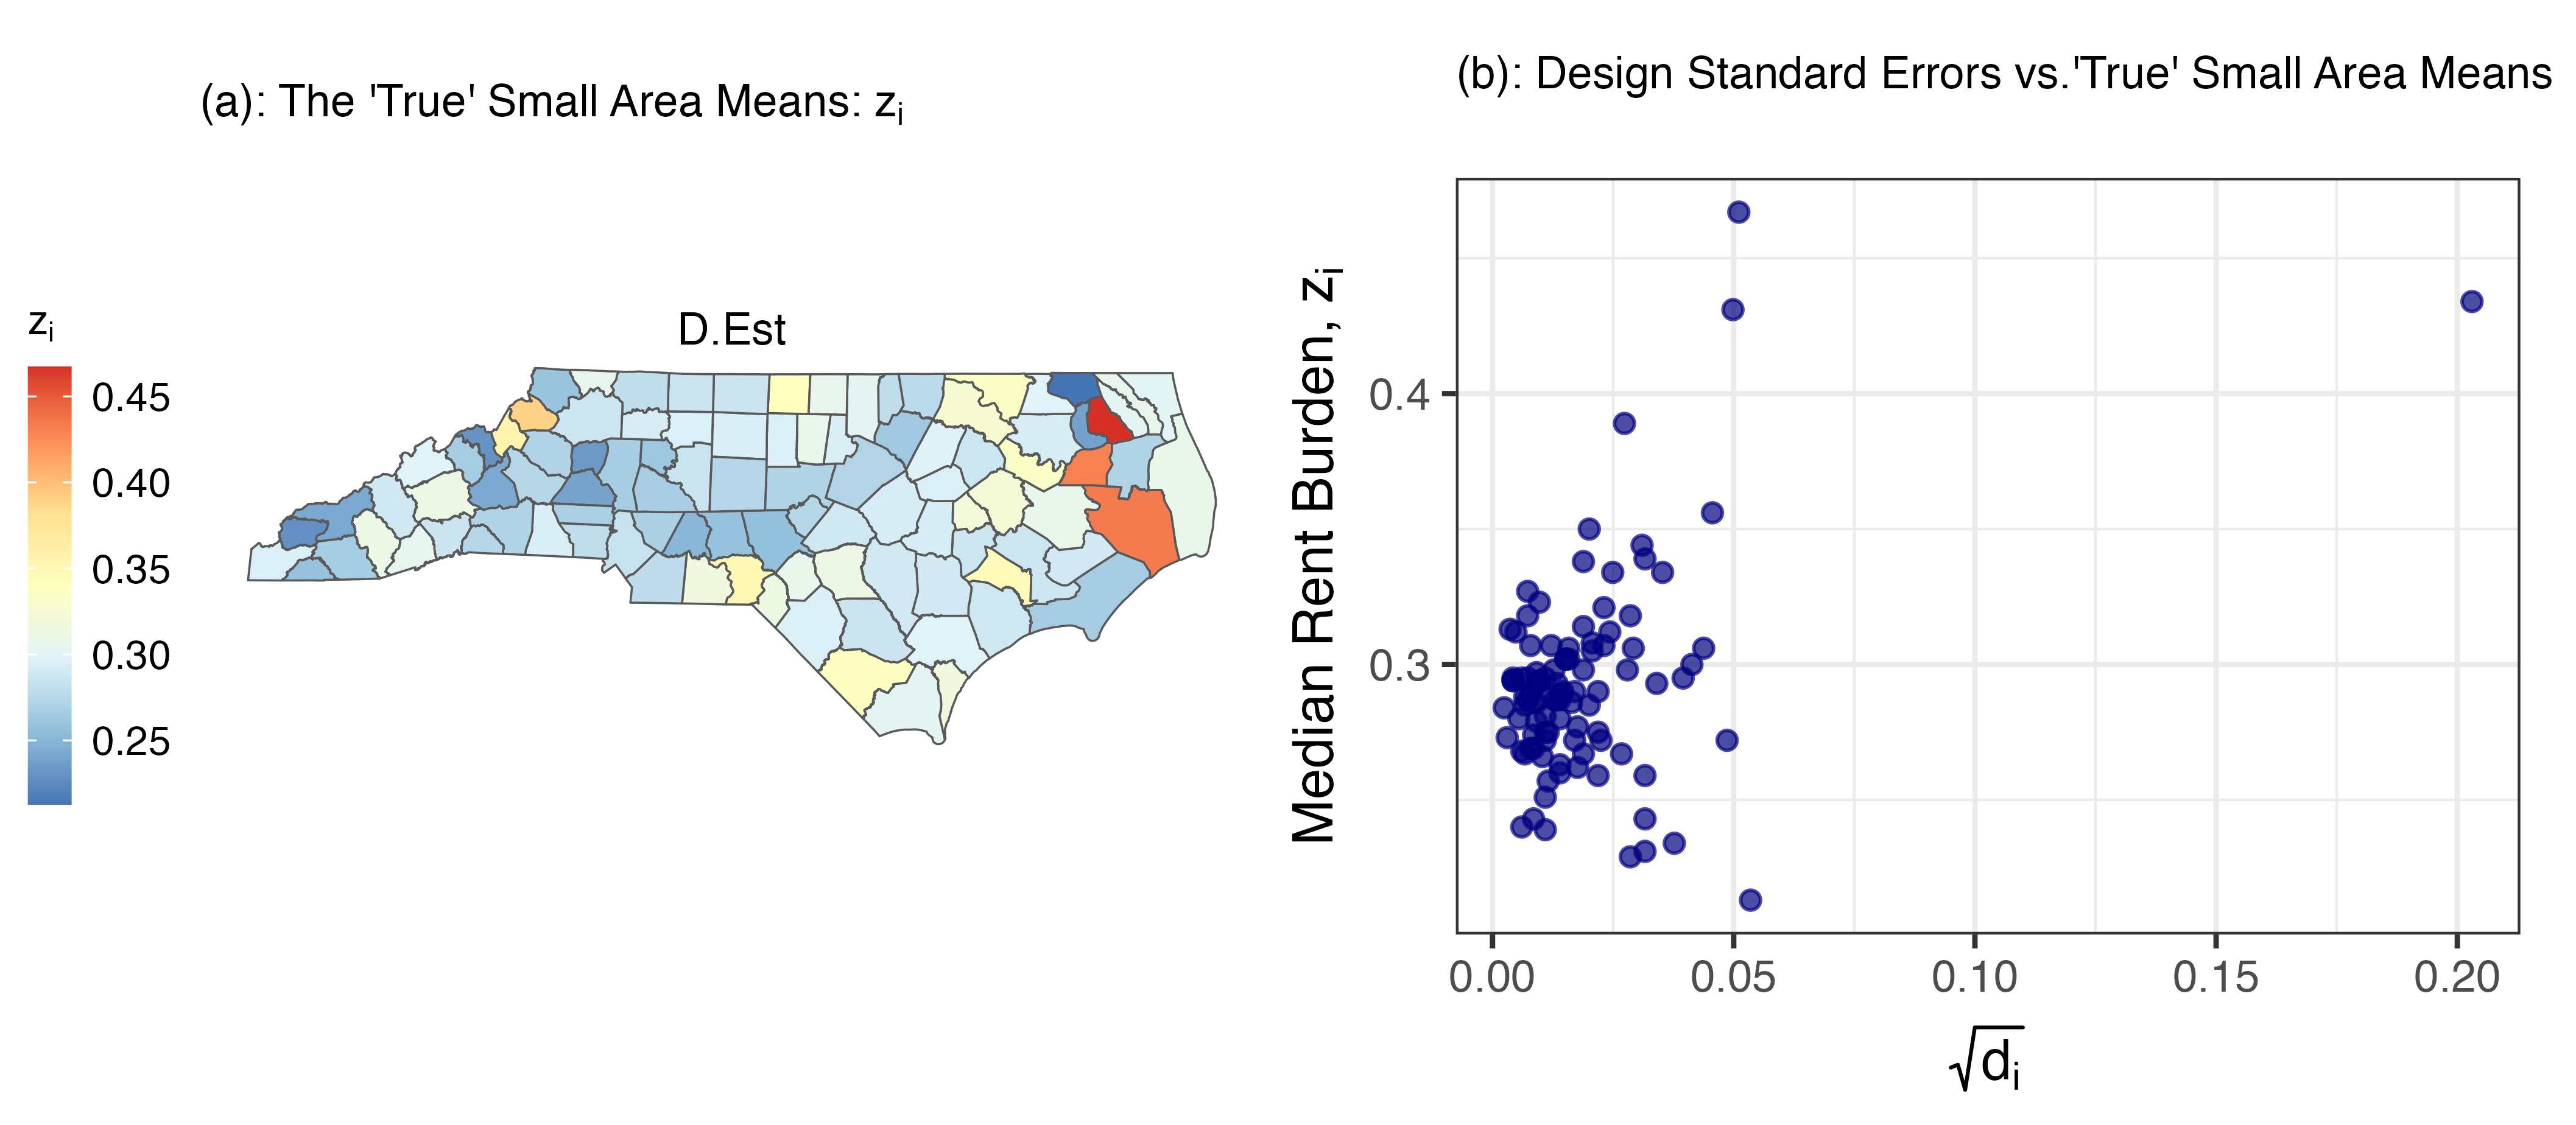 (a): The 'True' Small Area Means: zᵢ
D.Est
zᵢ
0.45
0.40
0.35
0.30
0.25
(b): Design Standard Errors vs.'True' Small Area Means
Median Rent Burden, zᵢ
0.4
0.3
0.00 0.05 0.10 0.15 0.20
√dᵢ